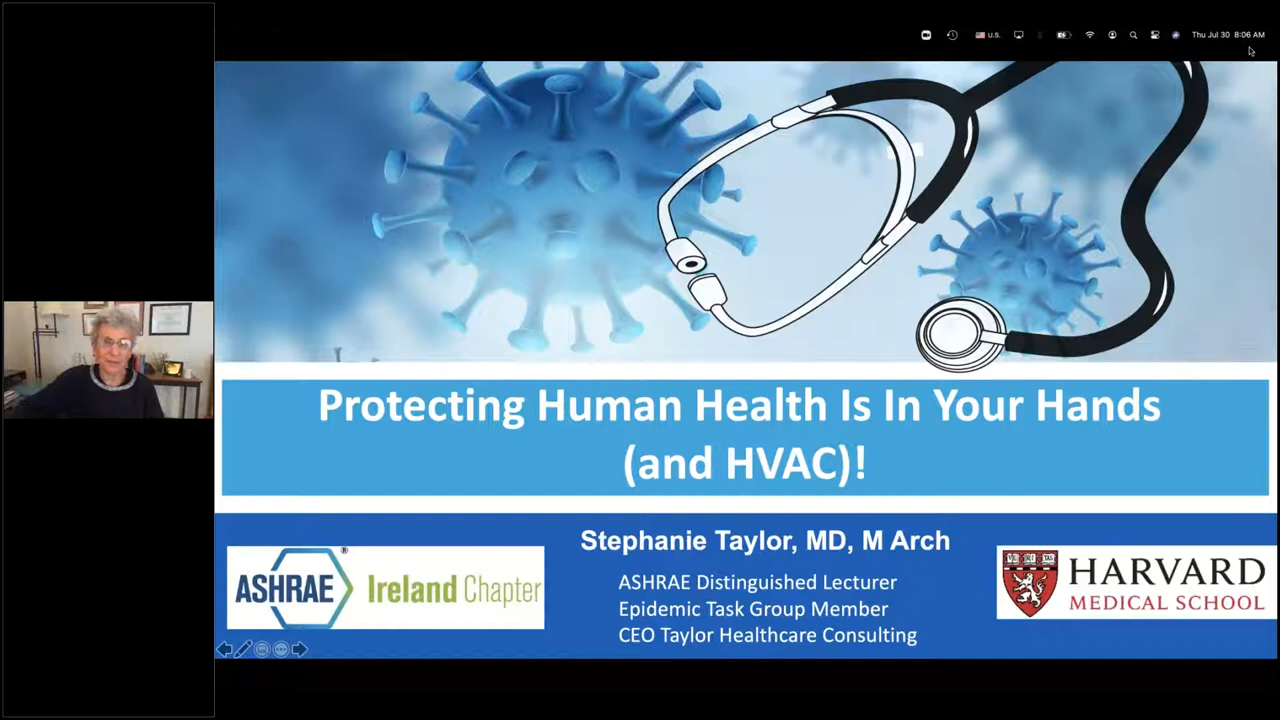 U.S.
Thu Jul 30 8:06 AM
Protecting Human Health Is In Your Hands
(and HVAC)!
Stephanie Taylor, MD, M Arch
ASHRAE Distinguished Lecturer
Epidemic Task Group Member
CEO Taylor Healthcare Consulting
ASHRAE® Ireland Chapter
HARVARD
MEDICAL SCHOOL